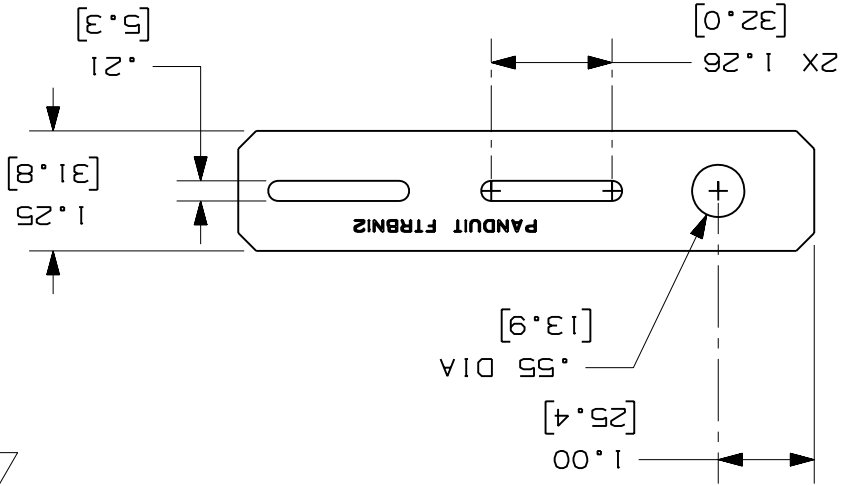 1.00
[25.4]
.55 DIA
[13.9]
PANDUIT FTRBN12
1.25
[31.8]
2X 1.26
[32.0]
.21
[5.3]